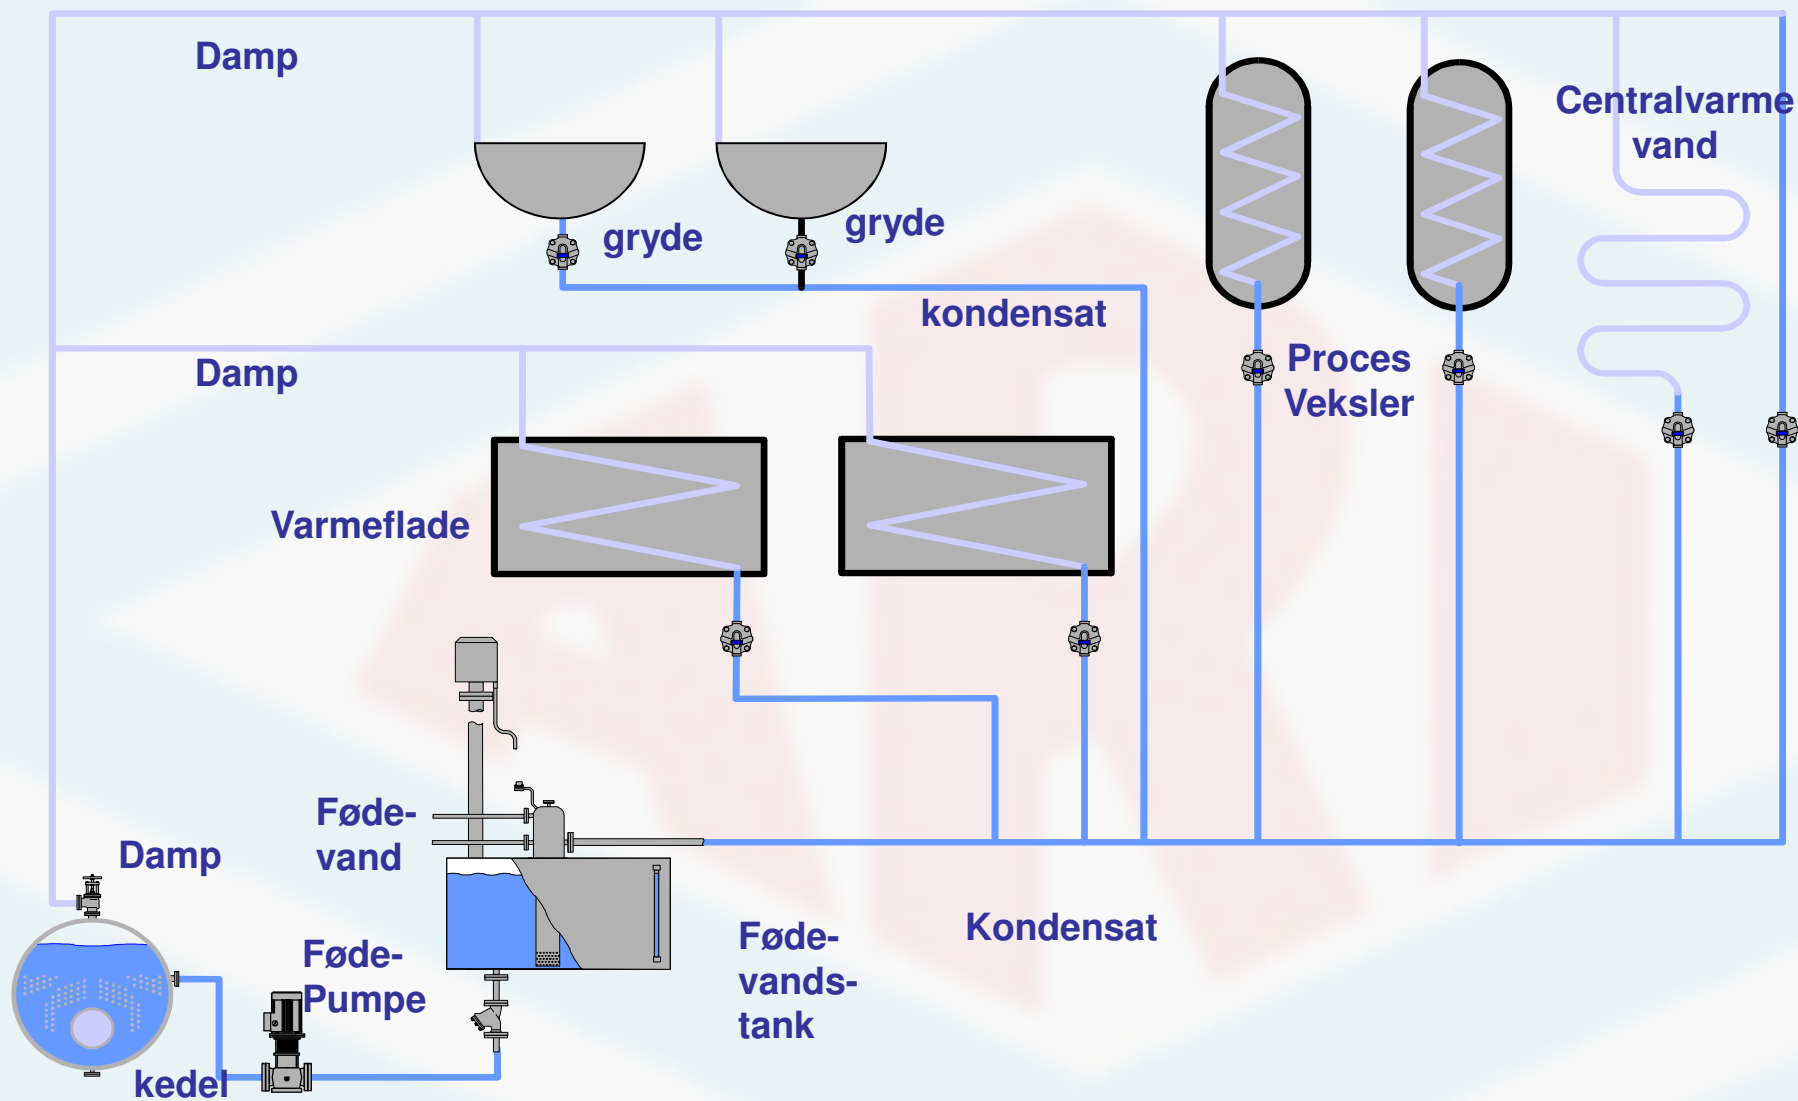 Damp
Centralvarme
vand
gryde
gryde
kondensat
Damp
Proces
Veksler
Varmeflade
Føde-
vand
Damp
Føde-
Pumpe
Føde-
vands-
tank
Kondensat
kedel
ARI